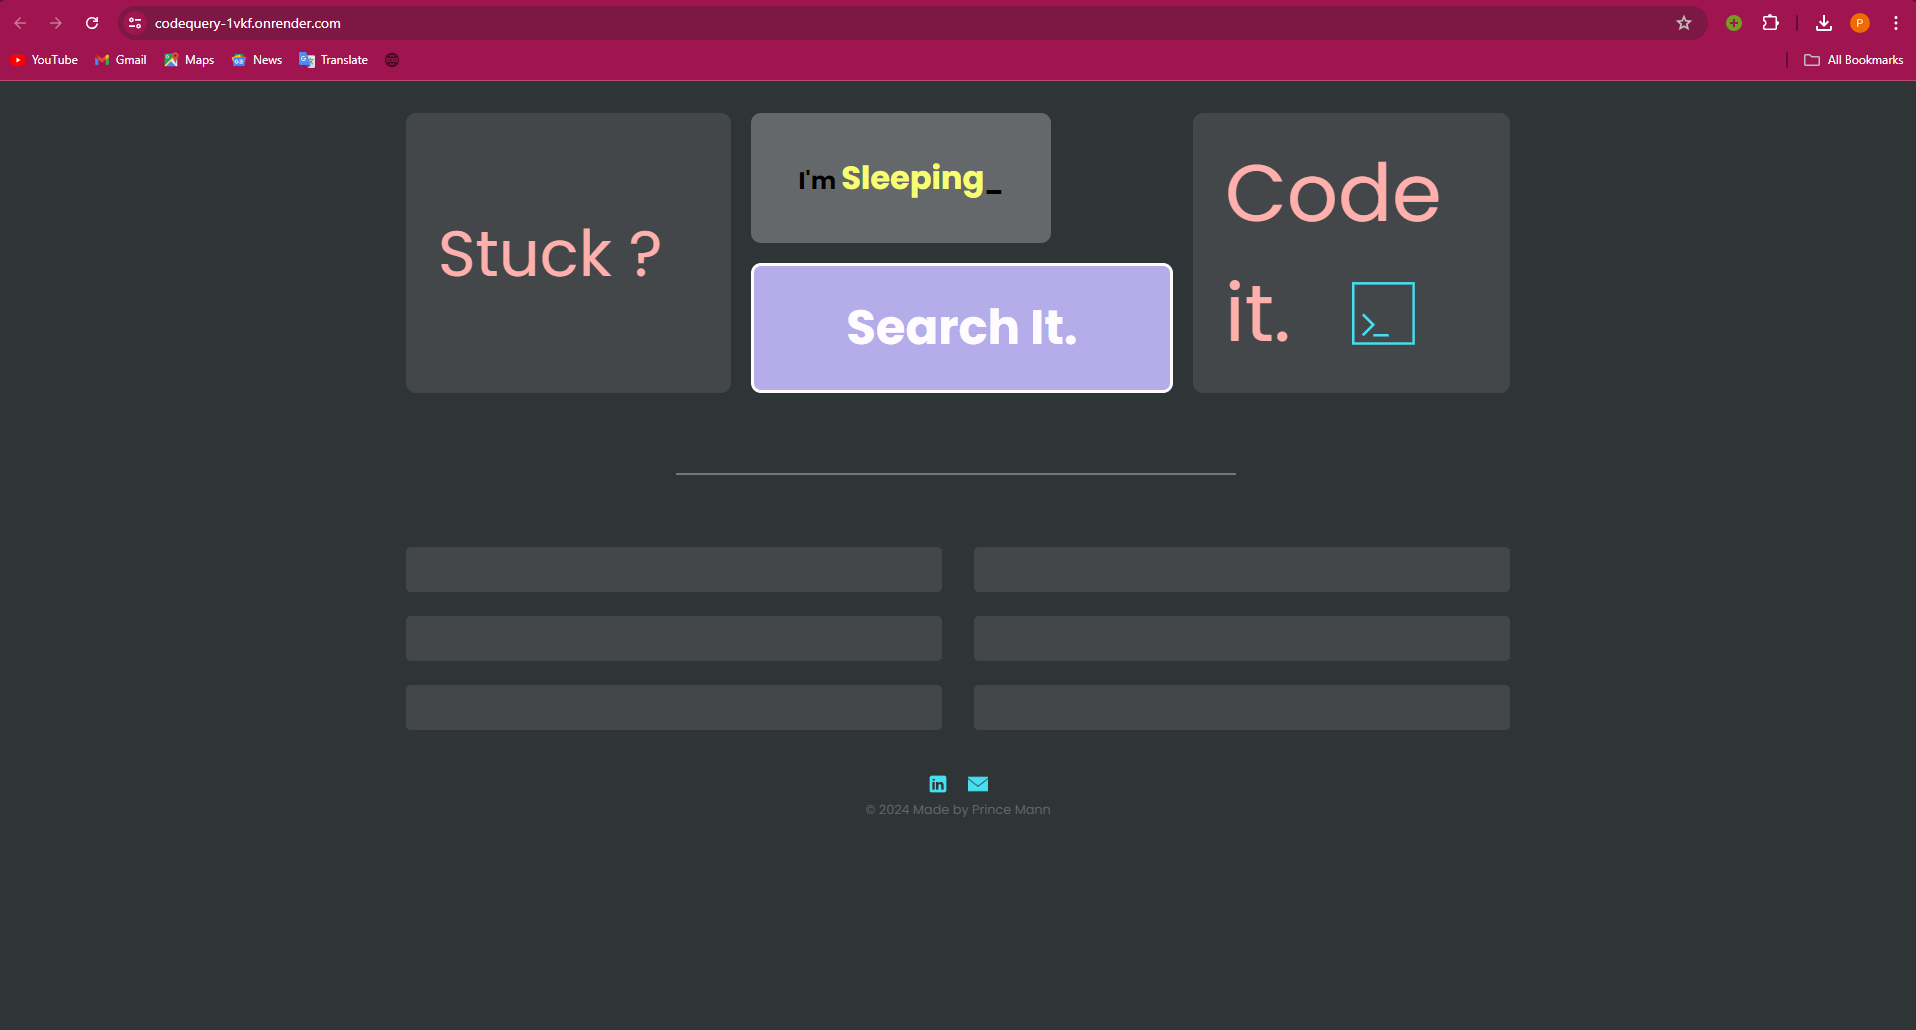 codequery-1vkf.onrender.com
P
YouTube
Gmail
Maps
News
Translate
All Bookmarks
Stuck ?
I'm Sleeping_
Search It.
Code
it.
>_
in
© 2024 Made by Prince Mann